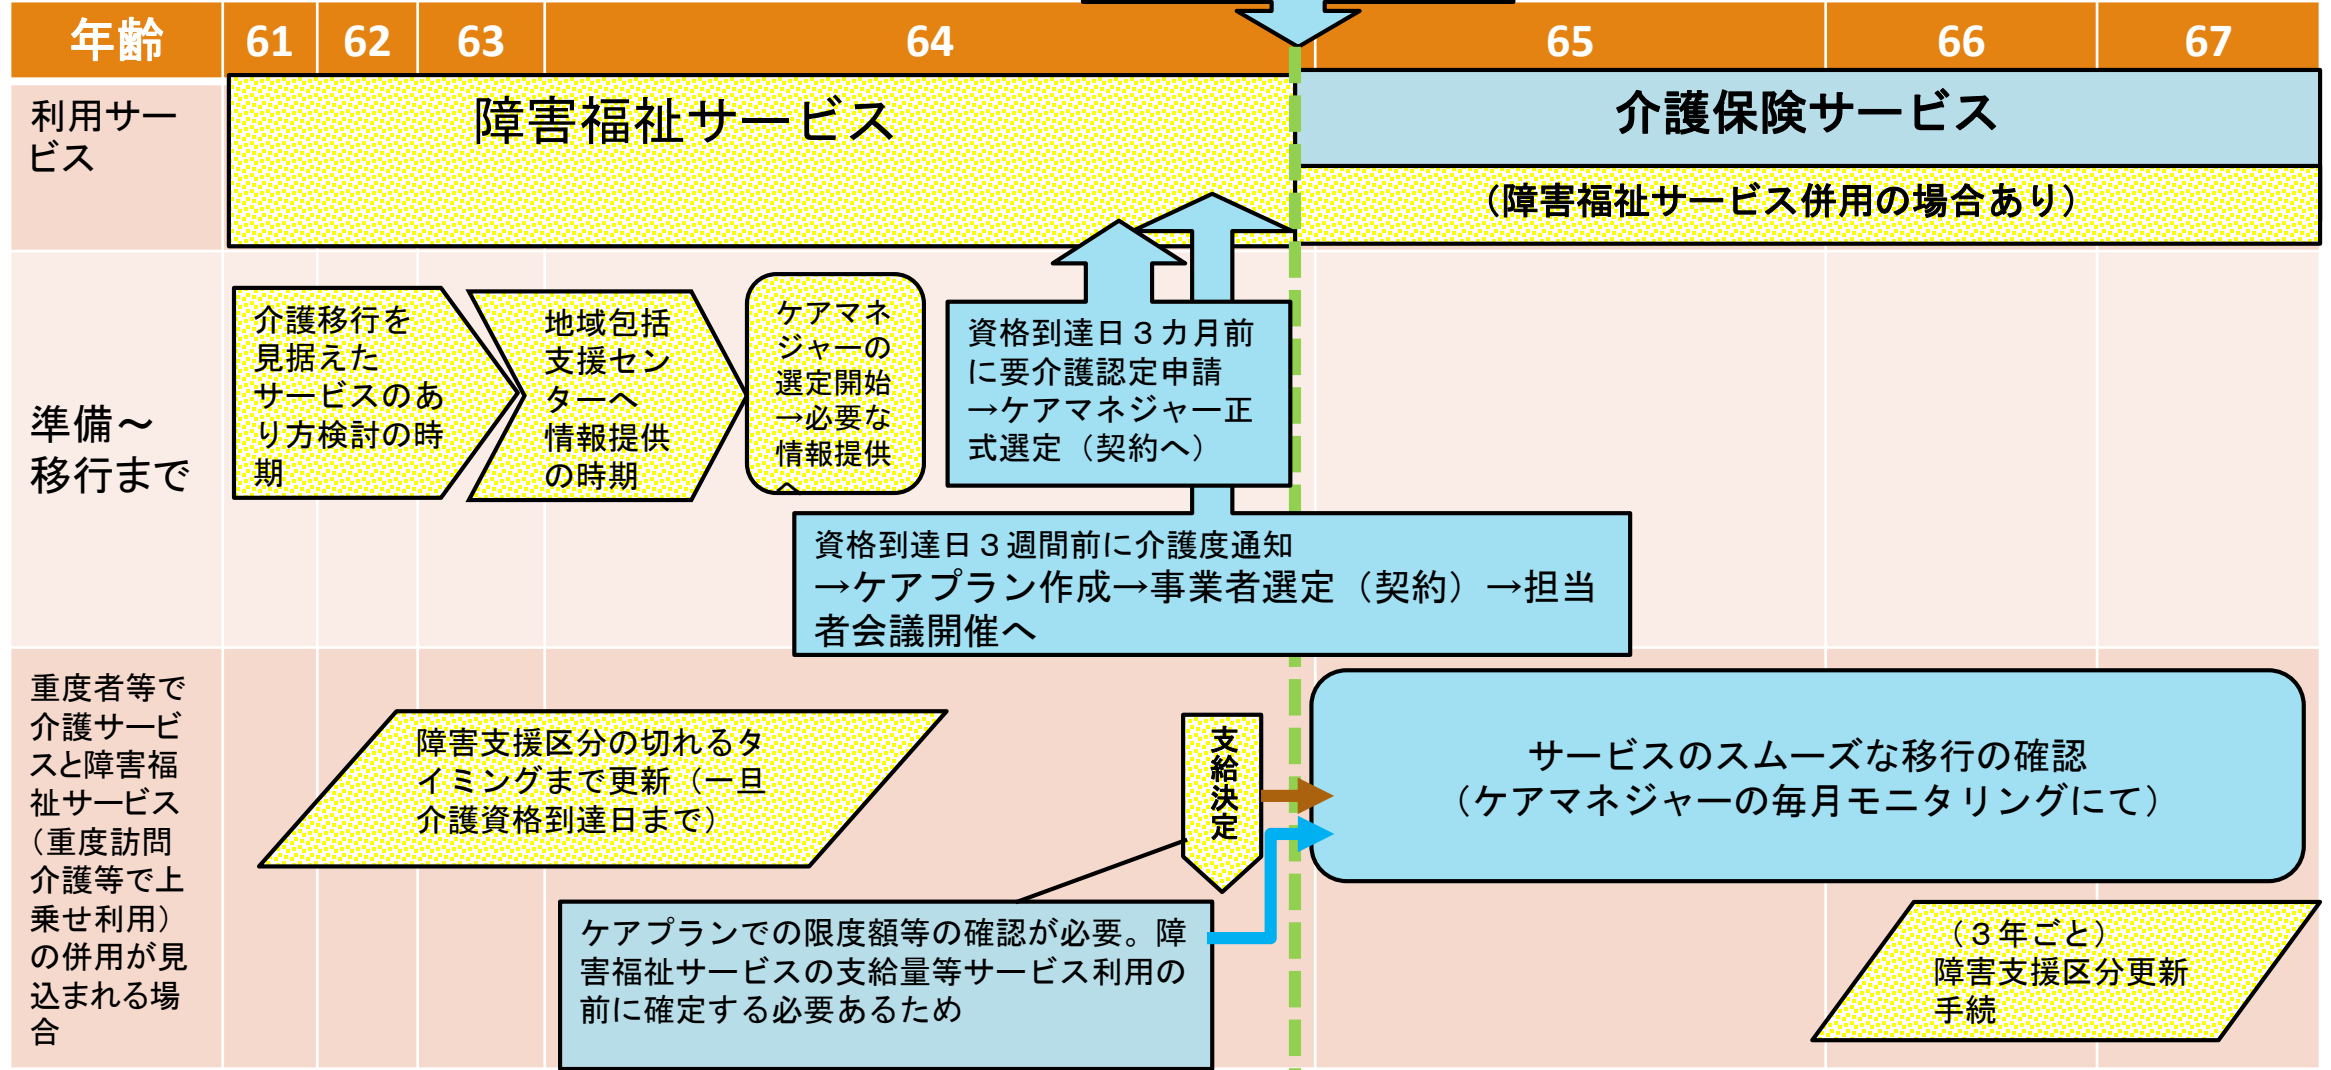 年齢 61 62 63 64 65 66 67
利用サー
ビス
障害福祉サービス
介護保険サービス
（障害福祉サービス併用の場合あり）
準備～
移行まで
介護移行を
見据えた
サービスのあ
り方検討の時
期
地域包括
支援セン
ターへ
情報提供
の時期
ケアマネ
ジャーの
選定開始
→必要な
情報提供
へ
資格到達日３カ月前
に要介護認定申請
→ケアマネジャー正
式選定（契約へ）
資格到達日３週間前に介護度通知
→ケアプラン作成→事業者選定（契約）→担当
者会議開催へ
重度者等で
介護サービ
スと障害福
祉サービス
（重度訪問
介護等で上
乗せ利用）
の併用が見
込まれる場
合
障害支援区分の切れるタ
イミングまで更新（一旦
介護資格到達日まで）
支
給
決
定
サービスのスムーズな移行の確認
（ケアマネジャーの毎月モニタリングにて）
ケアプランでの限度額等の確認が必要。障
害福祉サービスの支給量等サービス利用の
前に確定する必要あるため
（３年ごと）
障害支援区分更新
手続